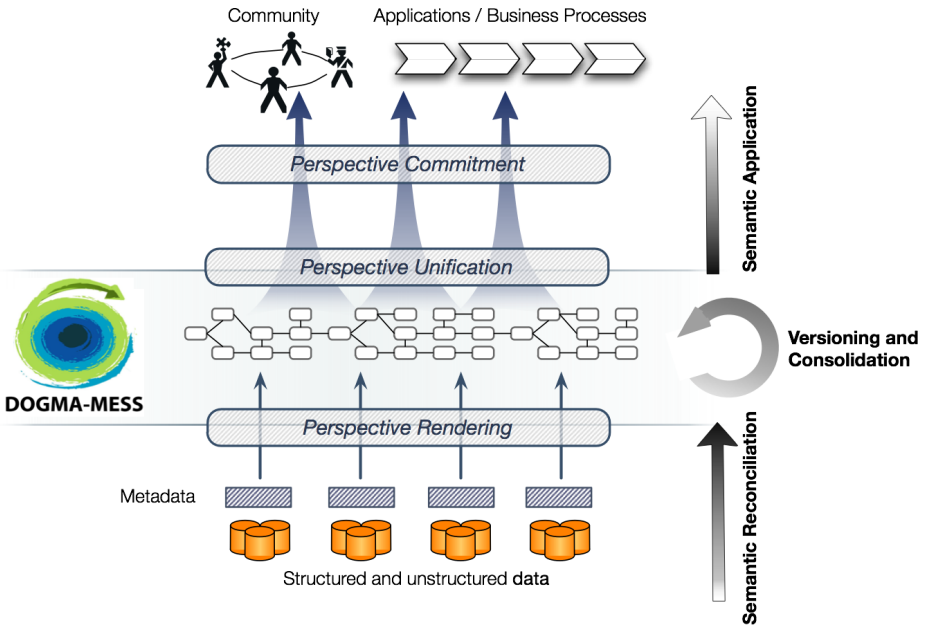 Community
Applications / Business Processes
Perspective Commitment
Semantic Application
Perspective Unification
DOGMA-MESS
Versioning and
Consolidation
Perspective Rendering
Semantic Reconciliation
Metadata
Structured and unstructured data